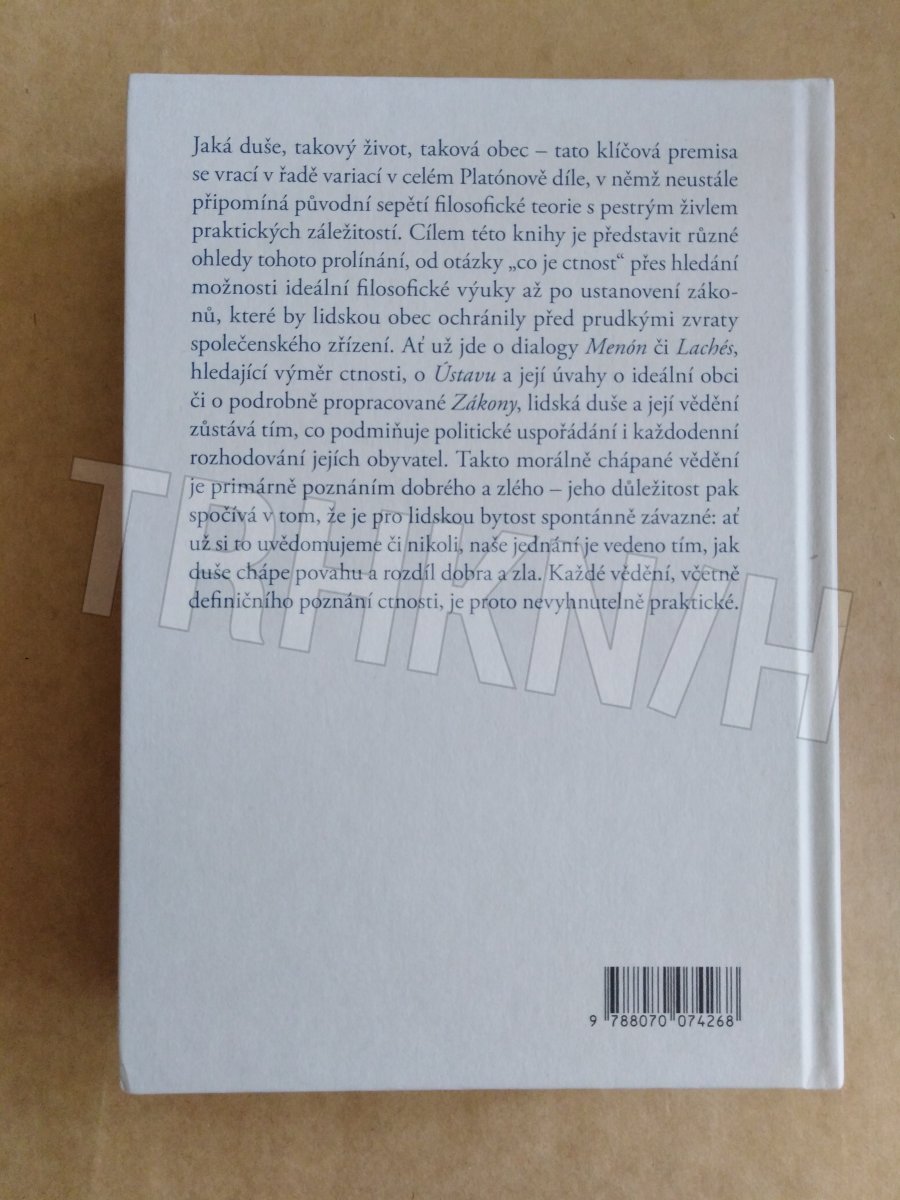 Jaká duše, takový život, taková obec – tato klíčová premisa
se vrací v řadě variací v celém Platónově díle, v němž neustále
připomíná původní sepětí filosofické teorie s pestrým živlem
praktických záležitostí. Cílem této knihy je představit různé
ohledy tohoto prolínání, od otázky „co je ctnost“ přes hledání
možnosti ideální filosofické výuky až po ustanovení záko-
nů, které by lidskou obec ochránily před prudkými zvraty
společenského zřízení. Ať už jde o dialogy Menón či Lachés,
hledající výměr ctnosti, o Ústavu a její úvahy o ideální obci
či o podrobně propracované Zákony, lidská duše a její vědění
zůstává tím, co podmiňuje politické uspořádání i každodenní
rozhodování jejích obyvatel. Takto morálně chápané vědění
je primárně poznáním dobrého a zlého – jeho důležitost pak
spočívá v tom, že je pro lidskou bytost spontánně závazné: ať
už si to uvědomujeme či nikoli, naše jednání je vedeno tím, jak
duše chápe povahu a rozdíl dobra a zla. Každé vědění, včetně
definičního poznání ctnosti, je proto nevyhnutelně praktické.
TRHKNIH
9 788070 074268